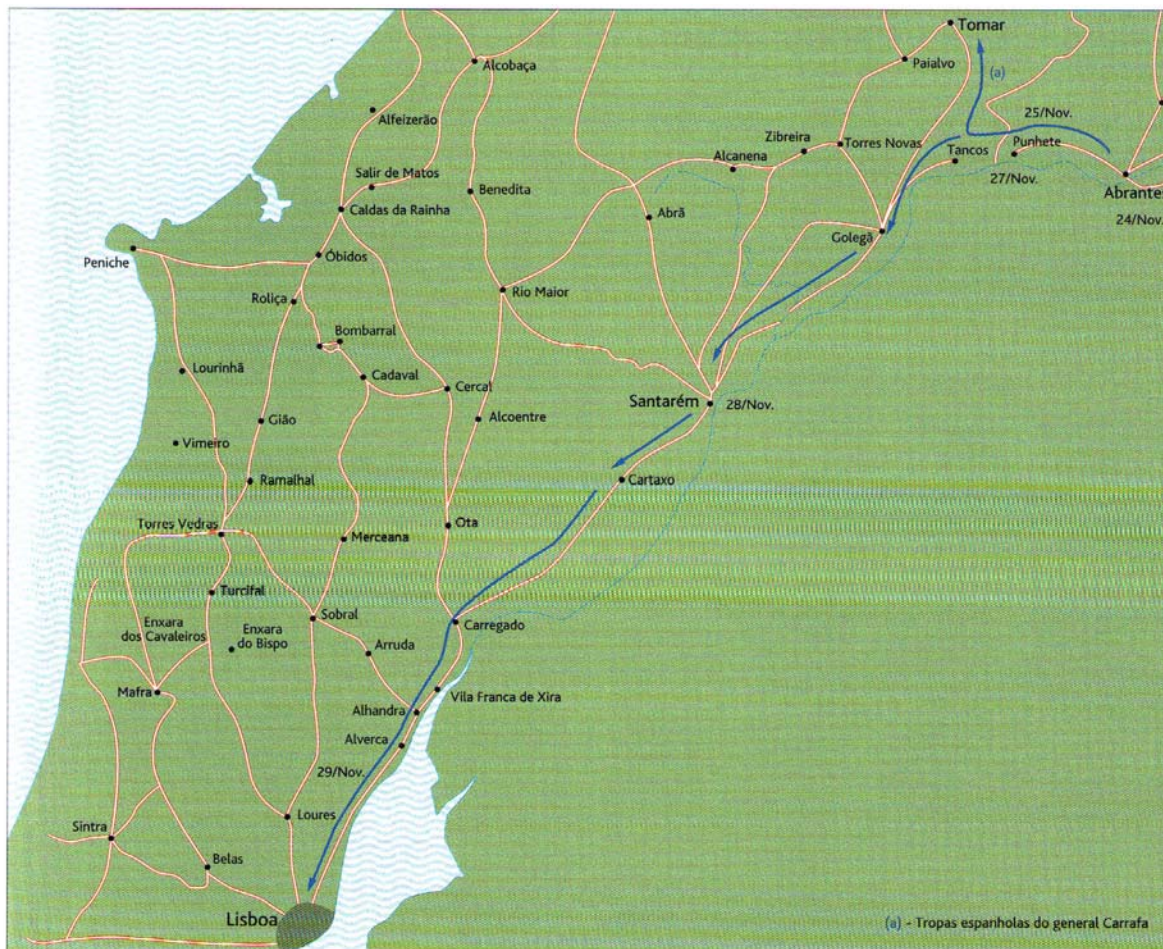 Tomar
Alcobaça
Paialvo
(a)
Alfeizerão
25/Nov.
Zibreira
Torres Novas
Punhete
Alcanena
Tancos
Salir de Matos
27/Nov.
Benedita
Abrante
Caldas da Rainha
Abrã
24/Nov.
Golegã
Peniche
Óbidos
Rio Maior
Roliça
Bombarral
Lourinhã
Cadaval
Cercal
Santarém
28/Nov.
Gião
Alcoentre
Vimeiro
Ramalhal
Cartaxo
Torres Vedras
Ota
Merceana
Turcifal
Sobral
Carregado
Enxara
dos Cavaleiros
Enxara
do Bispo
Arruda
Mafra
Vila Franca de Xira
Alhandra
Alverca
29/Nov.
Loures
Sintra
Belas
Lisboa
(a) - Tropas espanholas do general Carrafa